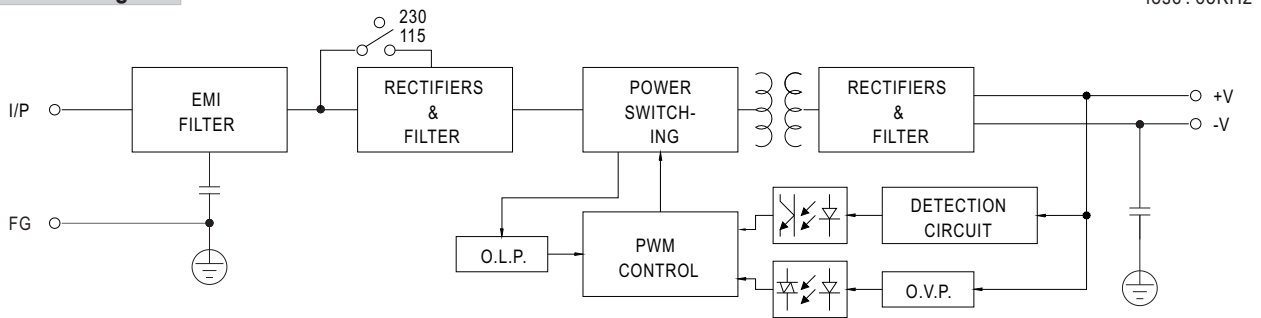 230
115
I/P
EMI
FILTER
RECTIFIERS
&
FILTER
POWER
SWITCH-
ING
RECTIFIERS
&
FILTER
+V
-V
FG
O.L.P.
PWM
CONTROL
DETECTION
CIRCUIT
O.V.P.